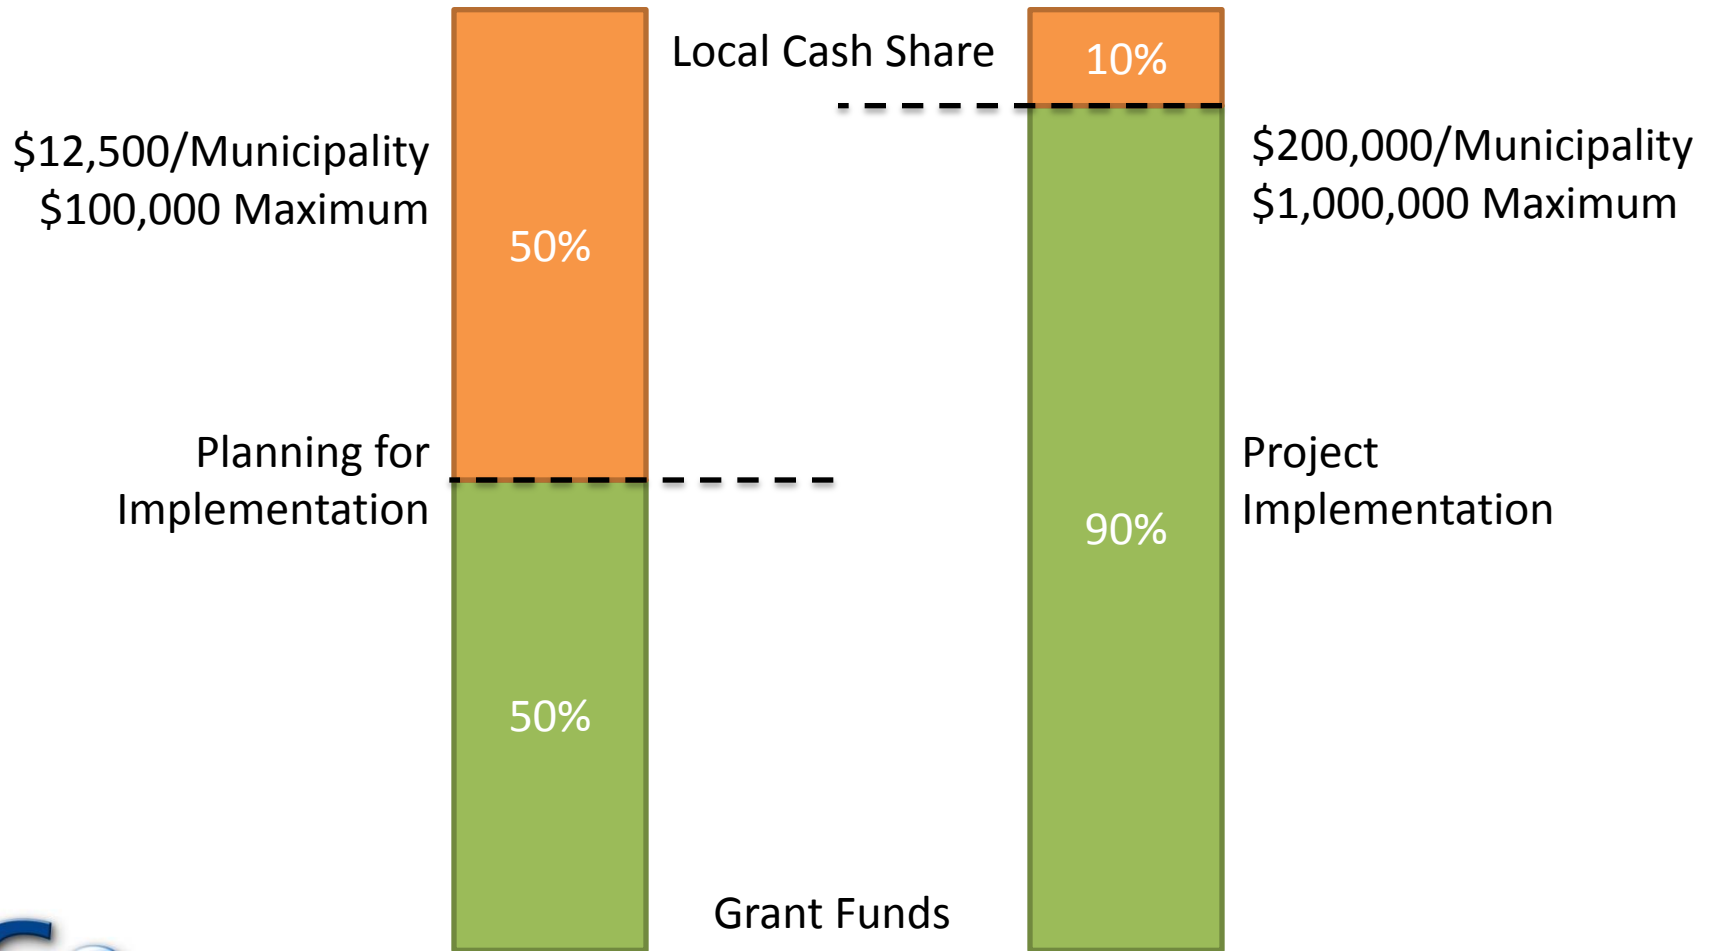 Local Cash Share
10%
$12,500/Municipality
$100,000 Maximum
$200,000/Municipality
$1,000,000 Maximum
50%
Planning for
Implementation
Project
Implementation
90%
50%
Grant Funds